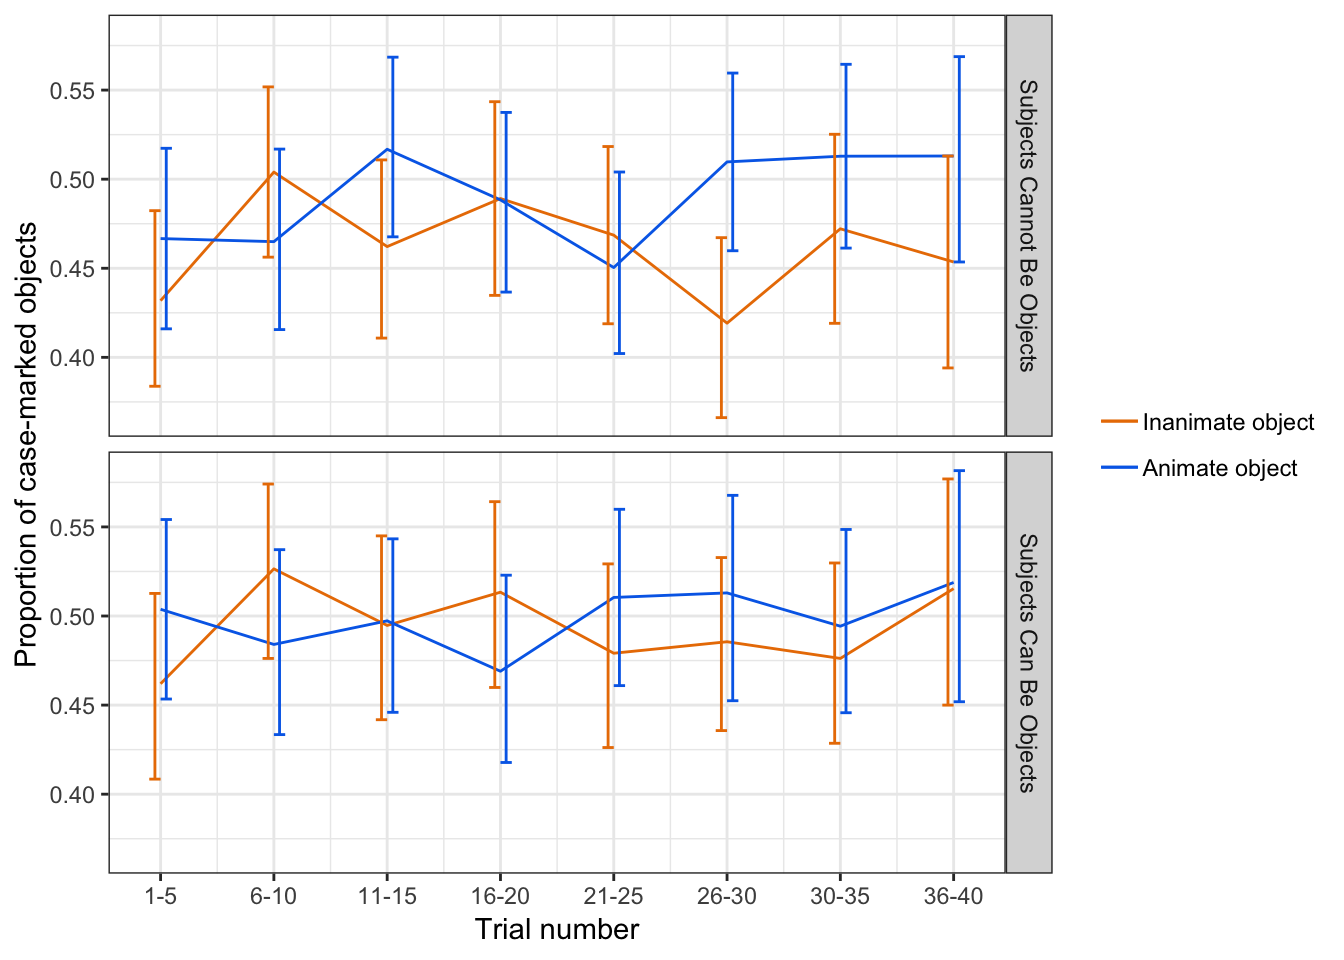 Proportion of case-marked objects
0.55
0.50
0.45
0.40
Subjects Cannot Be Objects
0.55
0.50
0.45
0.40
Subjects Can Be Objects
1-5 6-10 11-15 16-20 21-25 26-30 30-35 36-40
Trial number
Inanimate object
Animate object